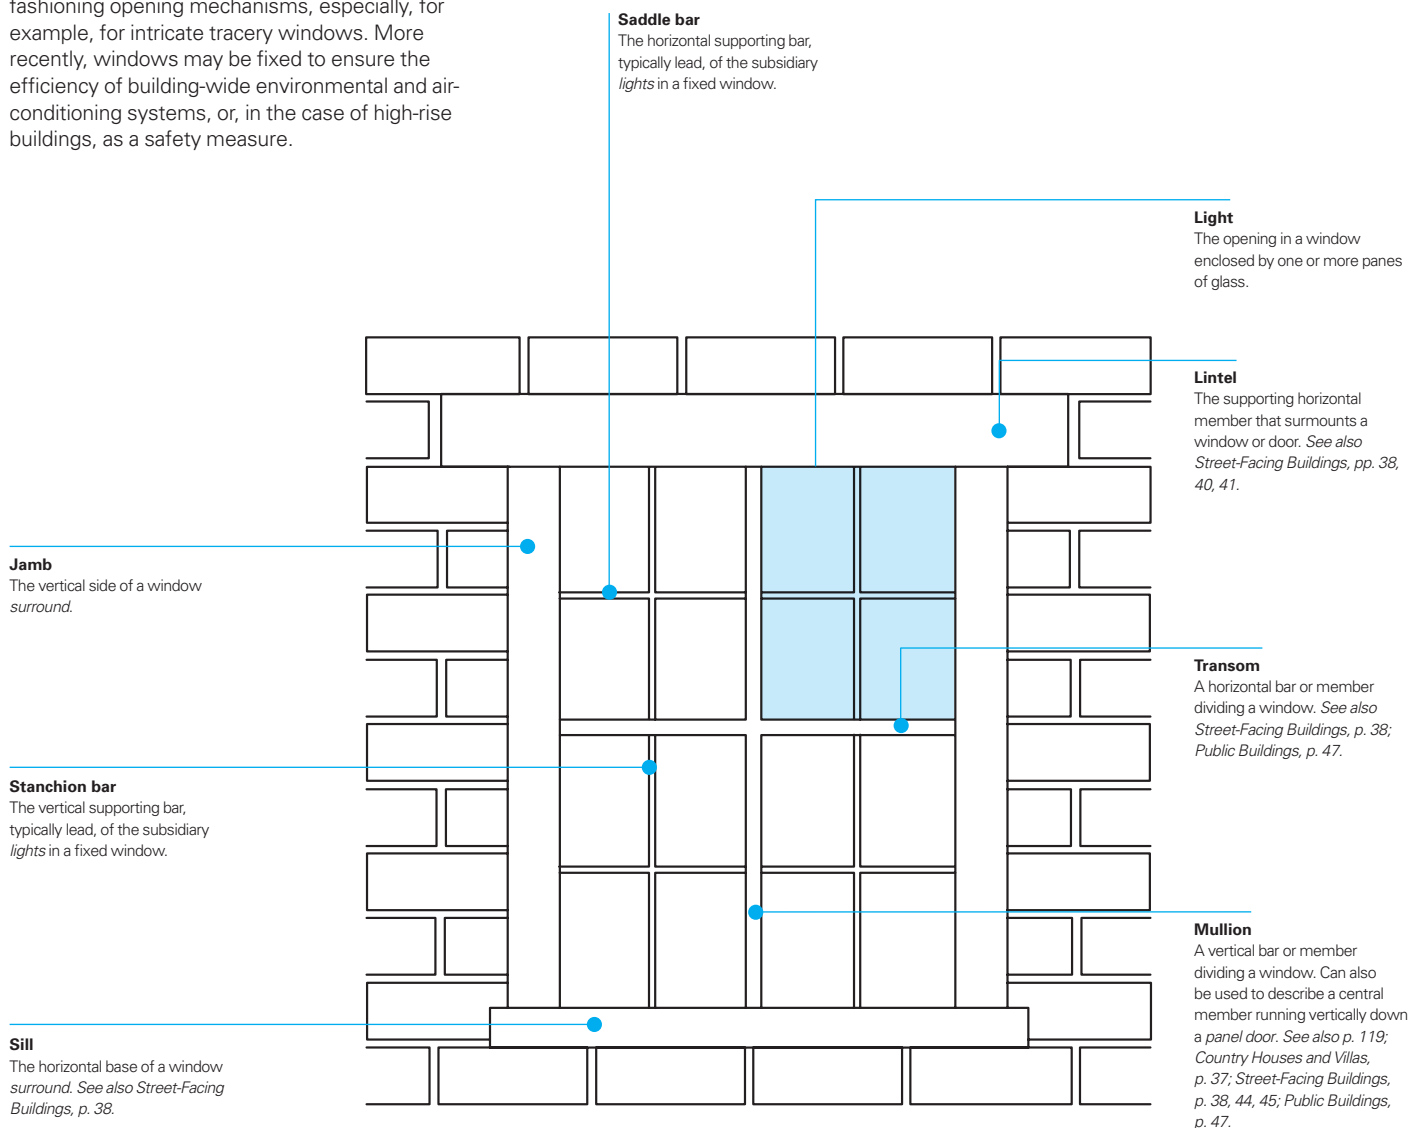 fashioning opening mechanisms, especially, for
example, for intricate tracery windows. More
recently, windows may be fixed to ensure the
efficiency of building-wide environmental and air-
conditioning systems, or, in the case of high-rise
buildings, as a safety measure.
Saddle bar
The horizontal supporting bar,
typically lead, of the subsidiary
lights in a fixed window.
Light
The opening in a window
enclosed by one or more panes
of glass.
Lintel
The supporting horizontal
member that surmounts a
window or door. See also
Street-Facing Buildings, pp. 38,
40, 41.
Jamb
The vertical side of a window
surround.
Transom
A horizontal bar or member
dividing a window. See also
Street-Facing Buildings, p. 38;
Public Buildings, p. 47.
Stanchion bar
The vertical supporting bar,
typically lead, of the subsidiary
lights in a fixed window.
Mullion
A vertical bar or member
dividing a window. Can also
be used to describe a central
member running vertically down
a panel door. See also p. 119;
Country Houses and Villas,
p. 37; Street-Facing Buildings,
p. 38, 44, 45; Public Buildings,
p. 47.
Sill
The horizontal base of a window
surround. See also Street-Facing
Buildings, p. 38.